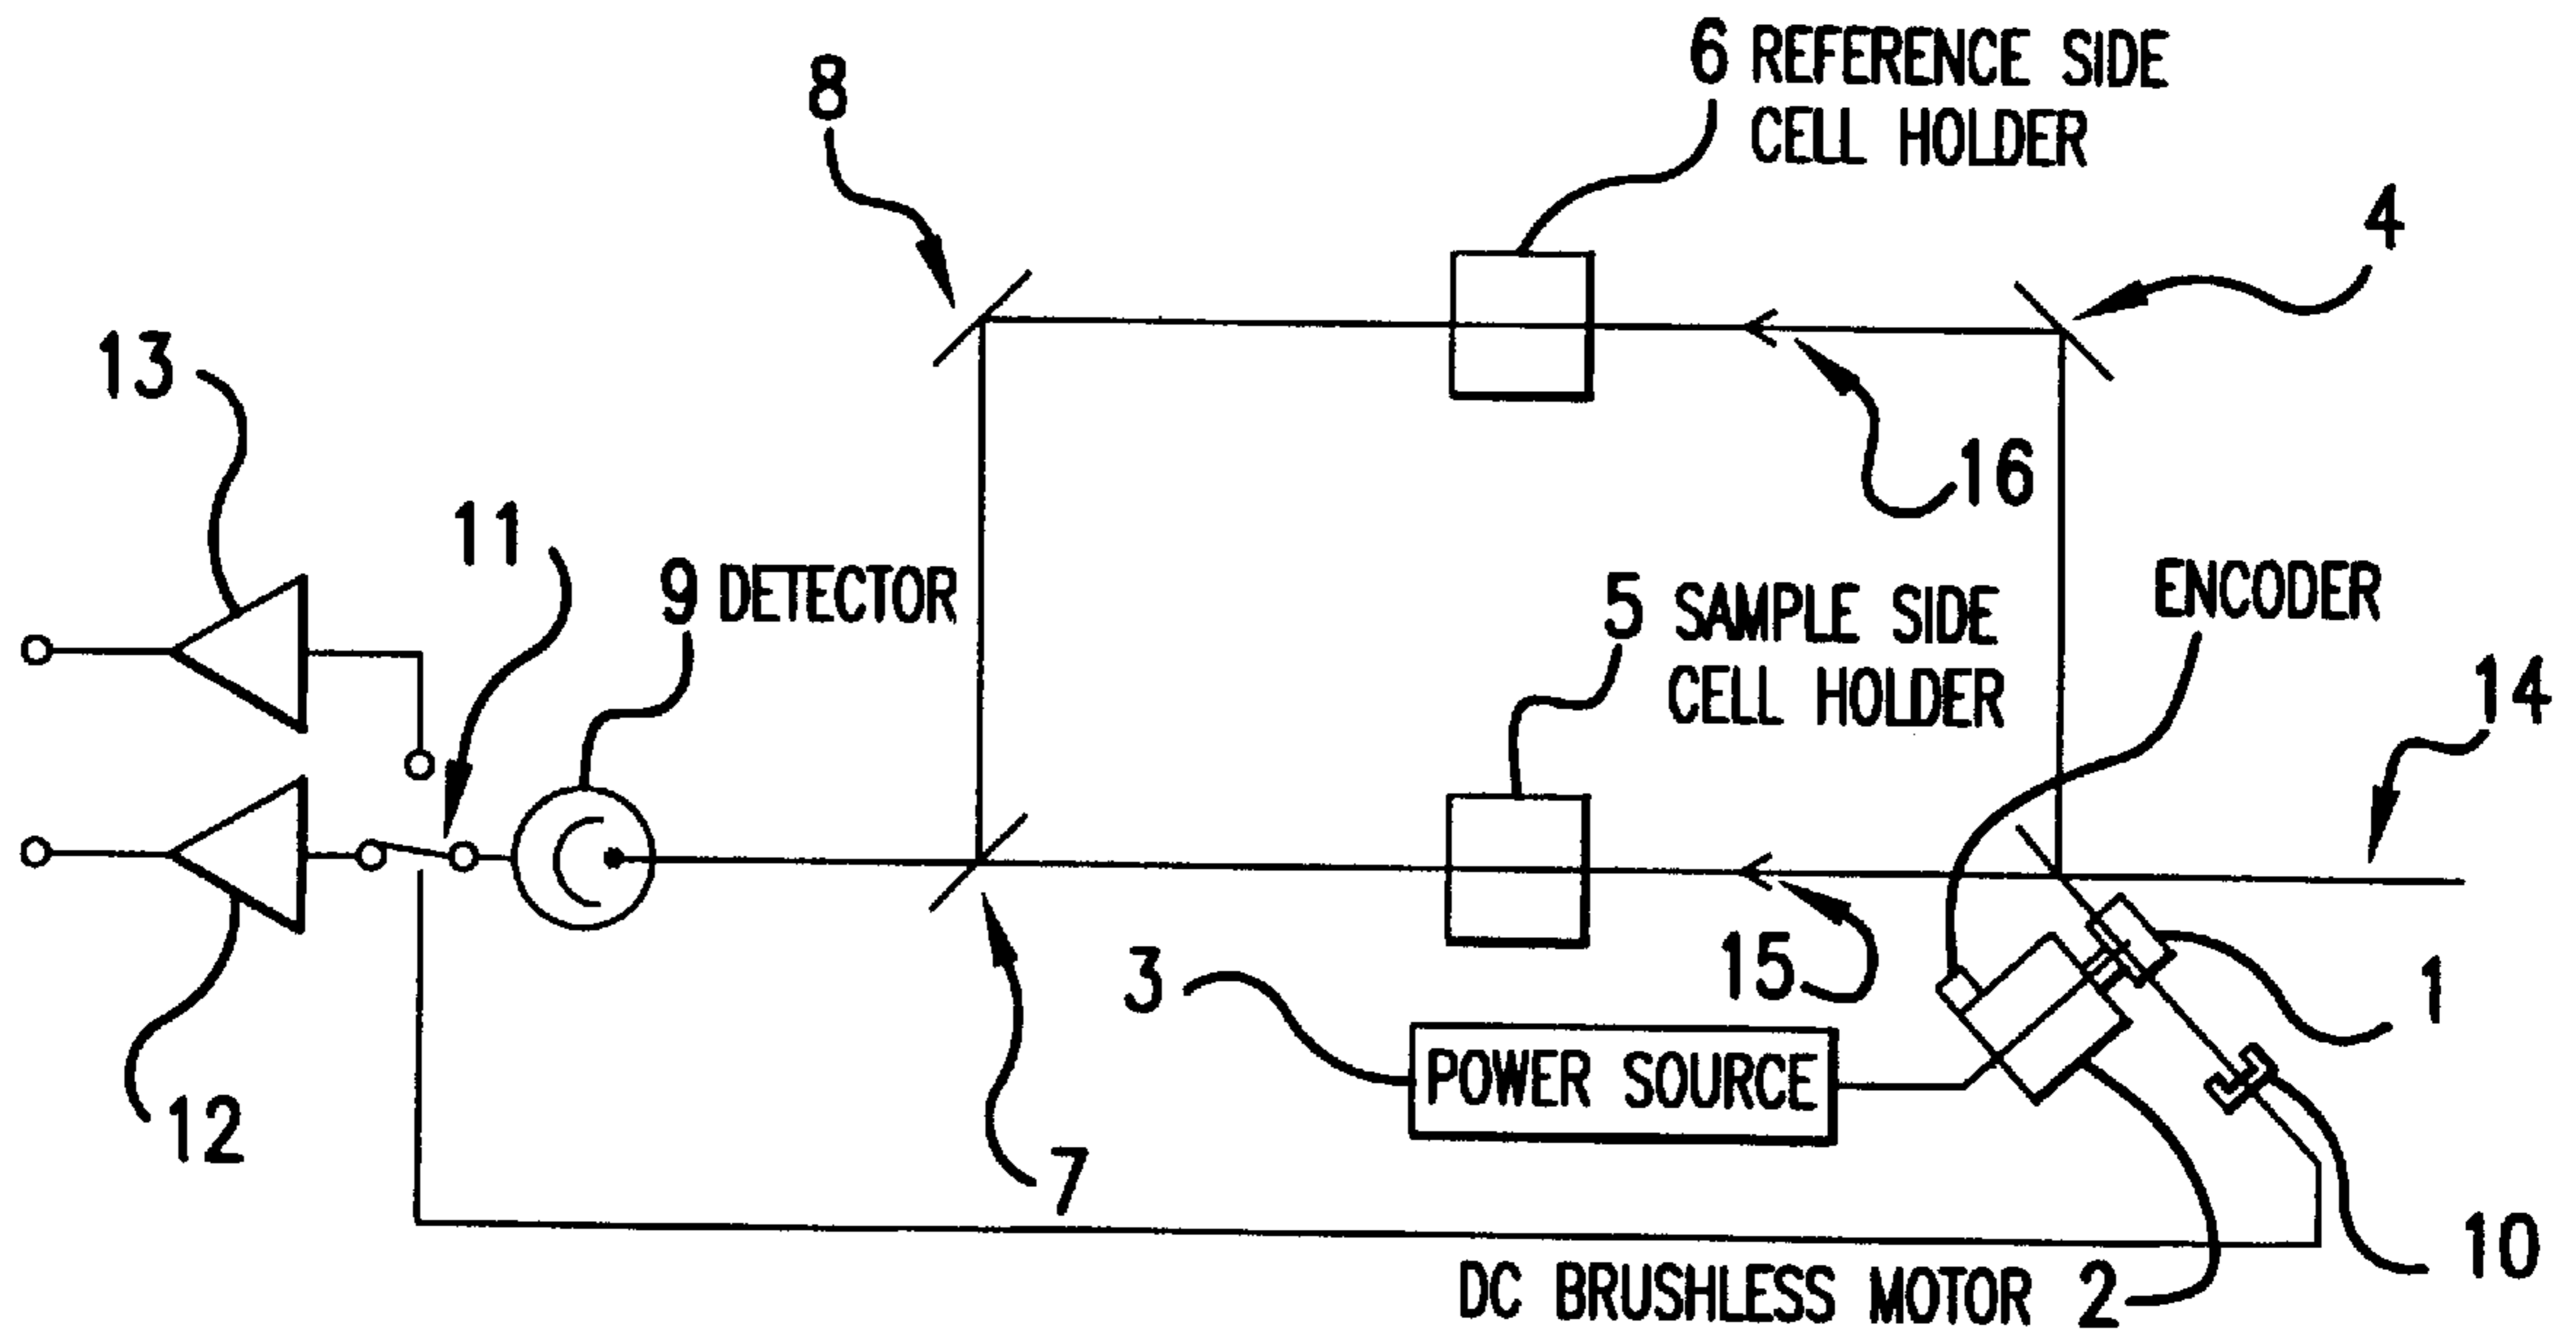 6 REFERENCE SIDE
CELL HOLDER
8
4
13
16
11
9 DETECTOR
ENCODER
5 SAMPLE SIDE
CELL HOLDER
14
3
15
1
POWER SOURCE
12
7
10
DC BRUSHLESS MOTOR 2